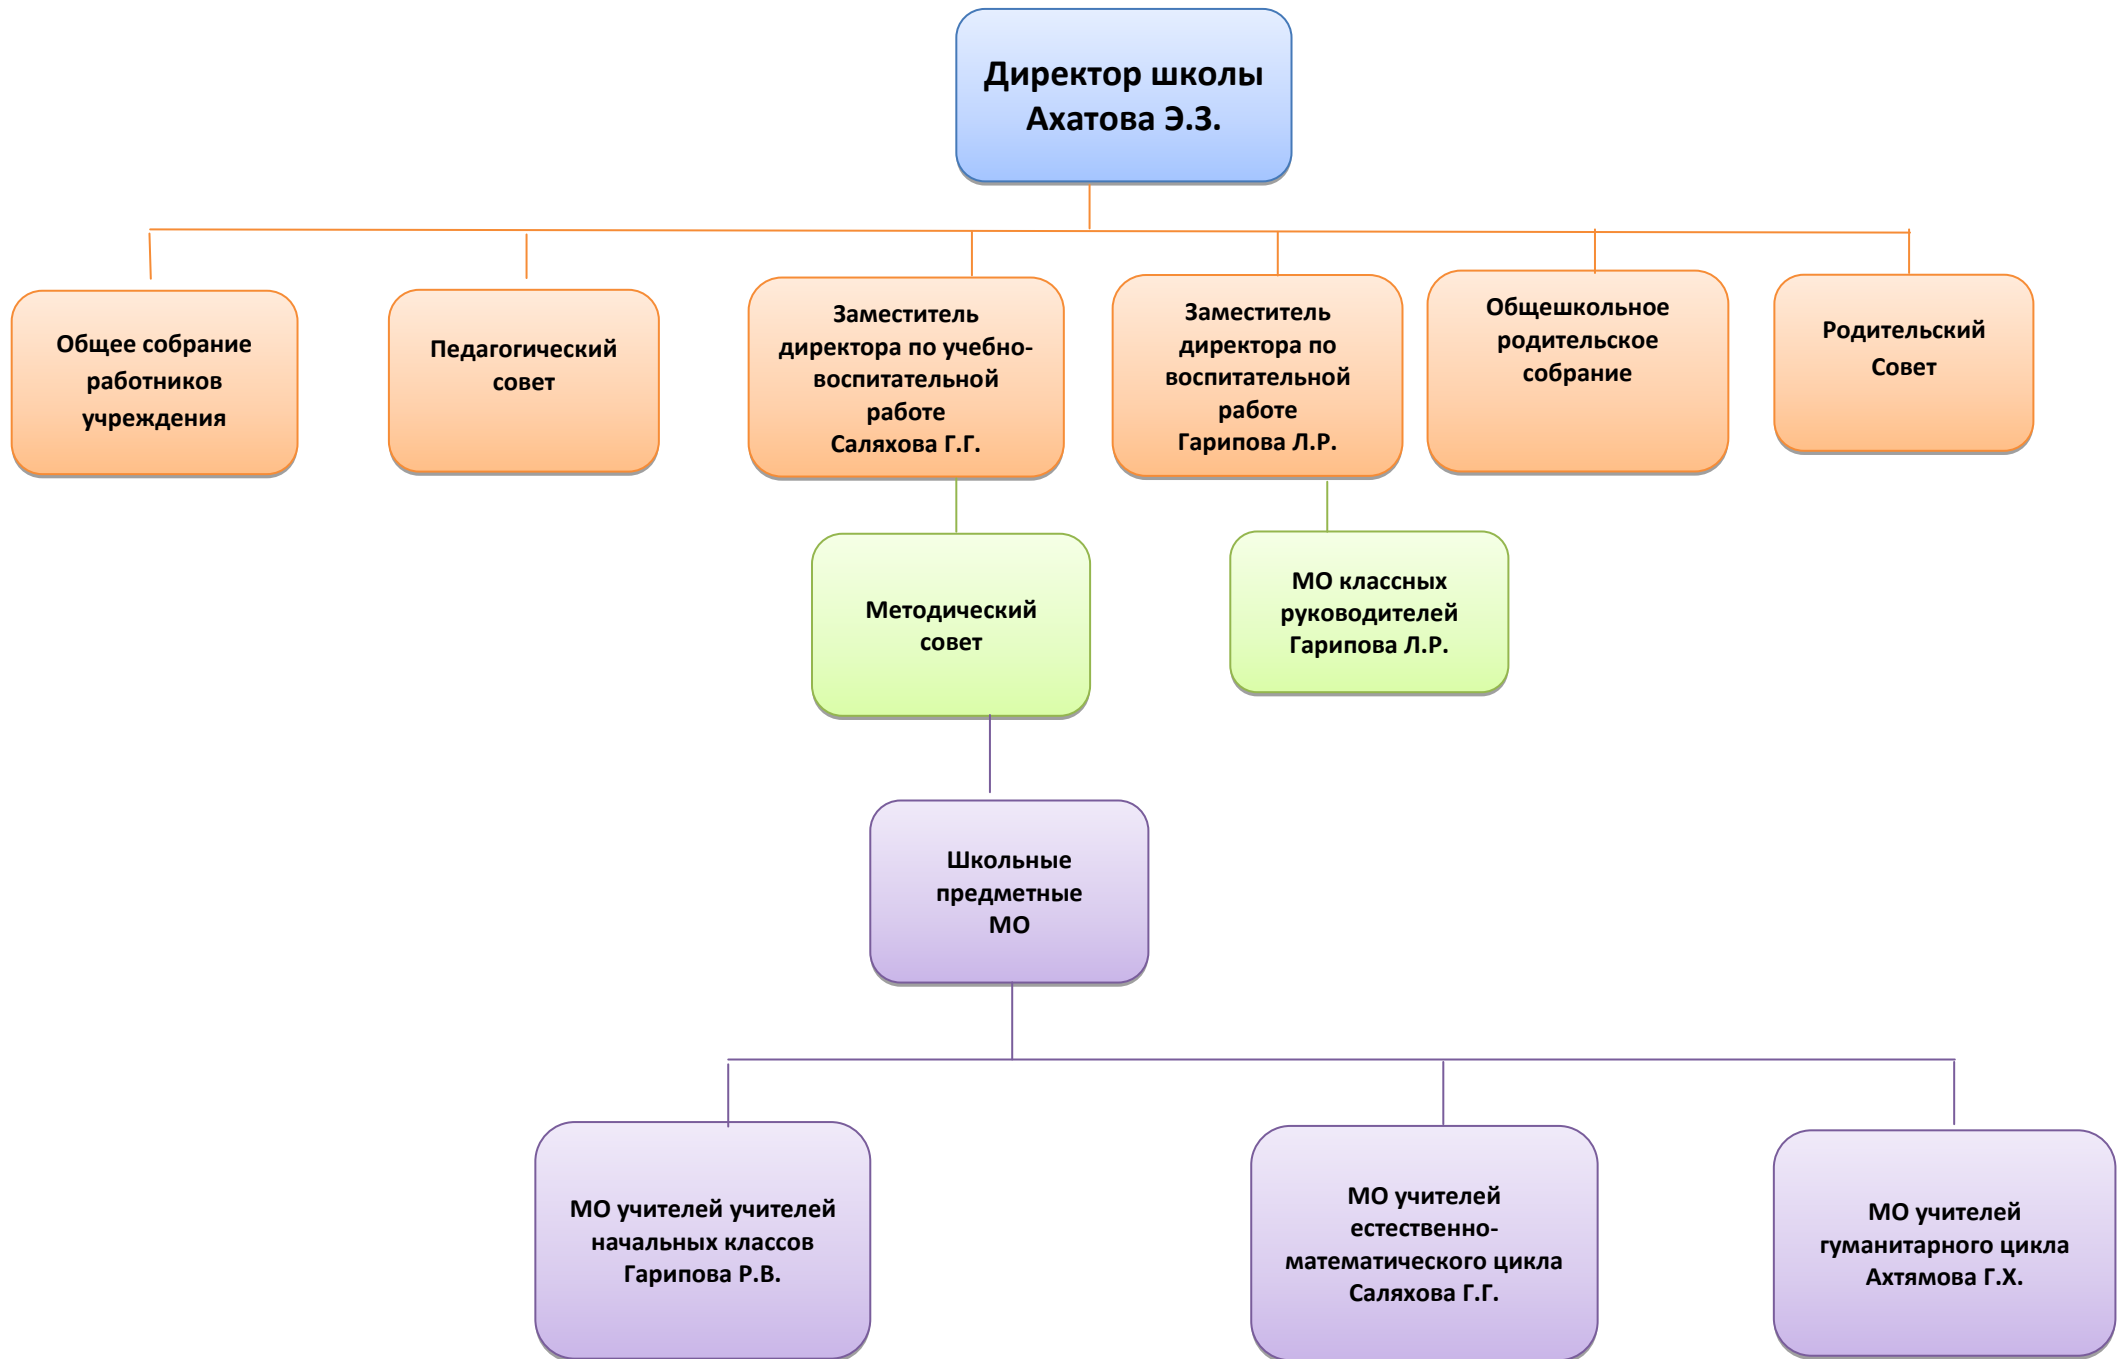 Директор школы
Ахатова Э.З.
Общее собрание
работников
учреждения
Педагогический
совет
Заместитель
директора по учебно-
воспитательной
работе
Саляхова Г.Г.
Заместитель
директора по
воспитательной
работе
Гарипова Л.Р.
Общешкольное
родительское
собрание
Родительский
Совет
Методический
совет
МО классных
руководителей
Гарипова Л.Р.
Школьные
предметные
МО
МО учителей учителей
начальных классов
Гарипова Р.В.
МО учителей
естественно-
математического цикла
Саляхова Г.Г.
МО учителей
гуманитарного цикла
Ахтямова Г.Х.